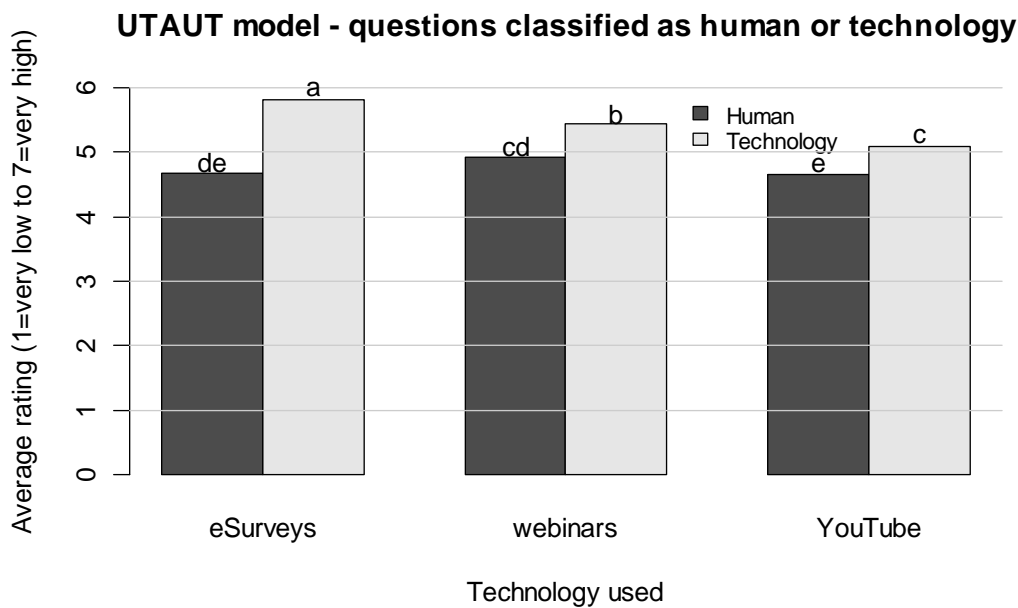 UTAUT model - questions classified as human or technology
Average rating (1=very low to 7=very high)
6
5
4
3
2
1
0
a
de
b
cd
c
e
Human
Technology
eSurveys webinars YouTube
Technology used